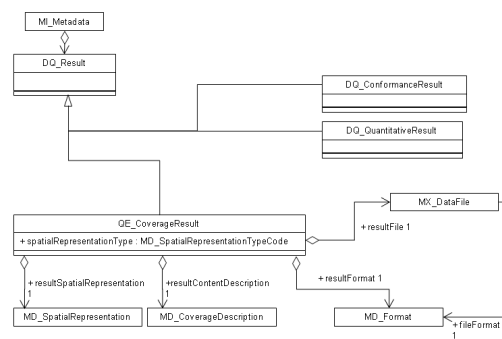 MI_Metadata
DQ_Result
DQ_ConformanceResult
DQ_QuantitativeResult
MX_DataFile
QE_CoverageResult
+ spatialRepresentationType : MD_SpatialRepresentationTypeCode
+ resultFile 1
+ resultSpatialRepresentation
1
+resultContentDescription
1
+ resultFormat 1
MD_SpatialRepresentation
MD_CoverageDescription
MD_Format
+ fileFormat
1